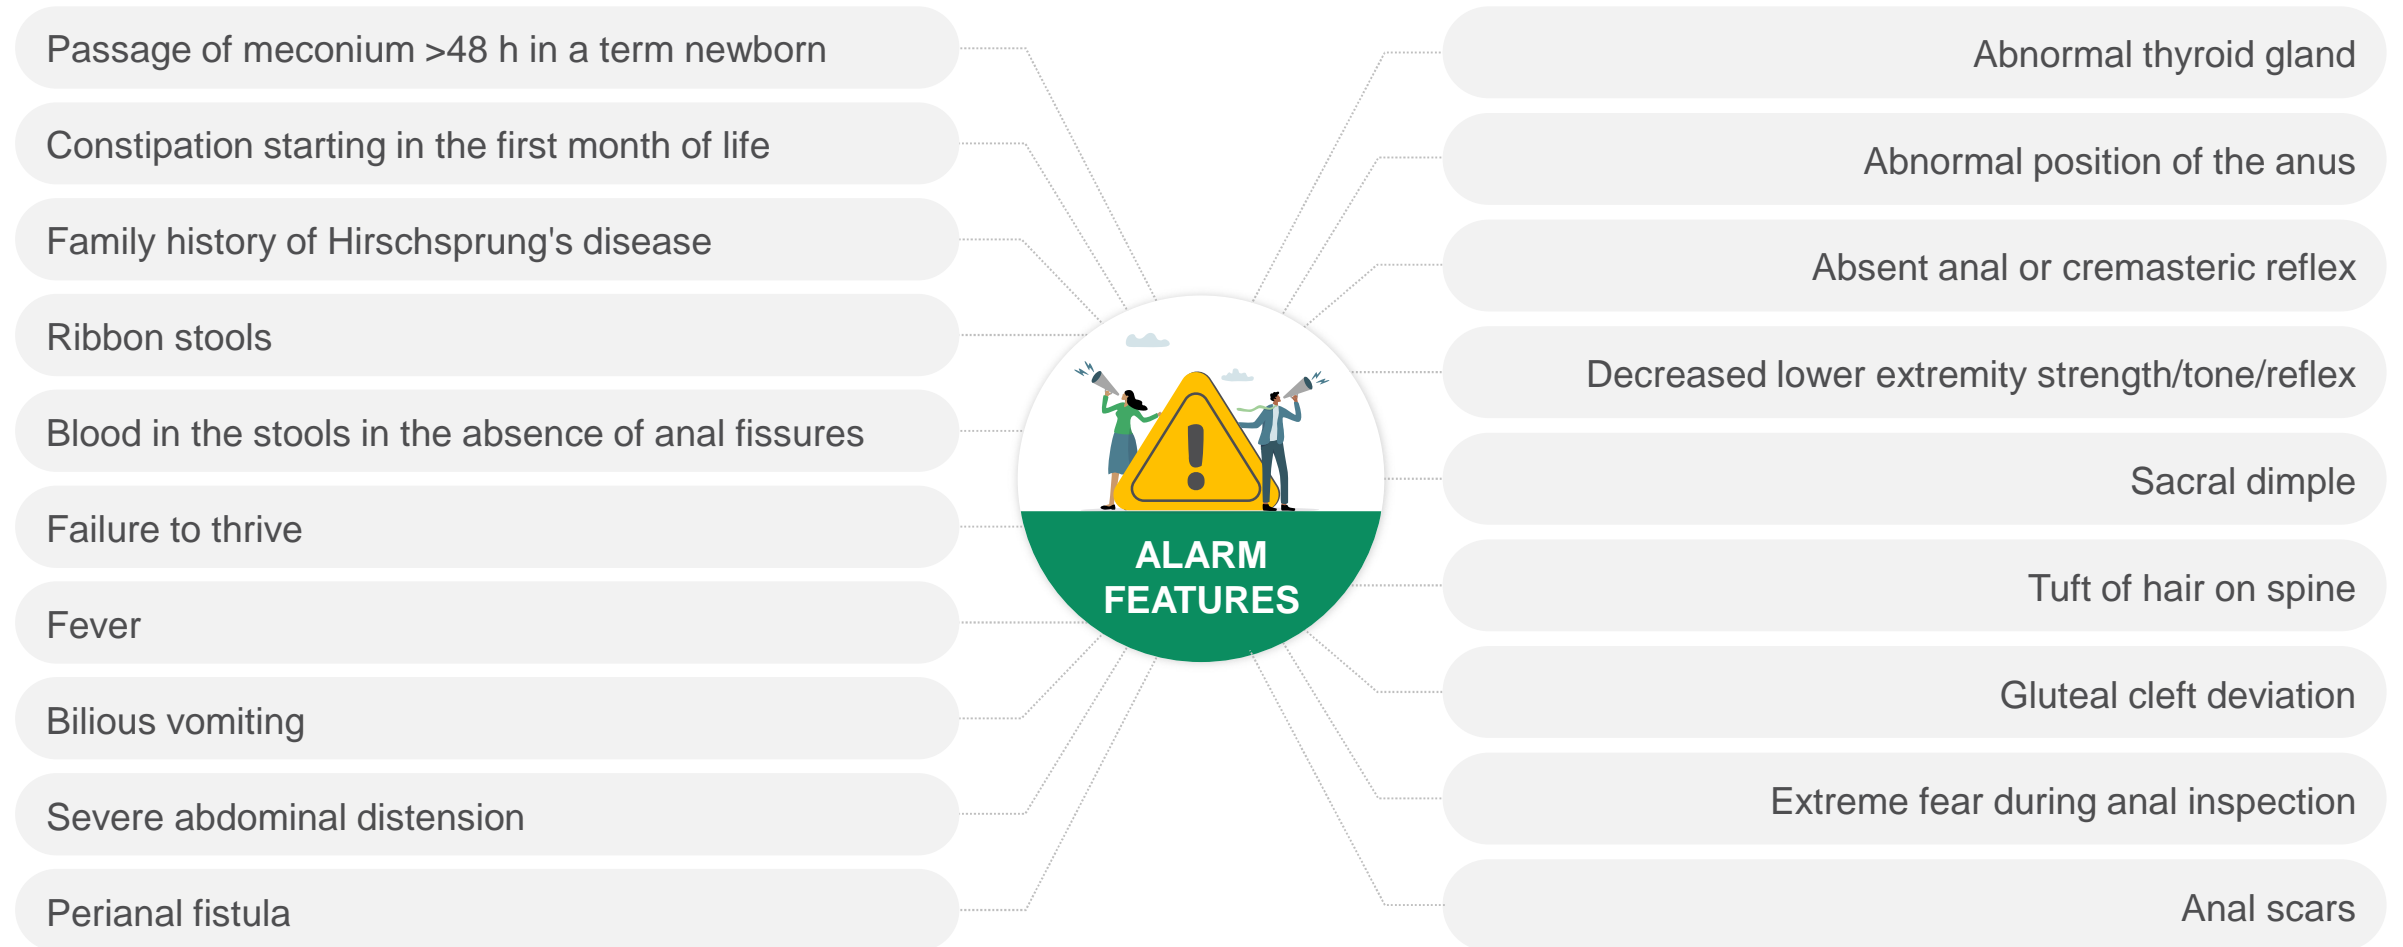 Passage of meconium >48 h in a term newborn
Constipation starting in the first month of life
Family history of Hirschsprung's disease
Ribbon stools
Blood in the stools in the absence of anal fissures
Failure to thrive
Fever
Bilious vomiting
Severe abdominal distension
Perianal fistula
ALARM
FEATURES
Abnormal thyroid gland
Abnormal position of the anus
Absent anal or cremasteric reflex
Decreased lower extremity strength/tone/reflex
Sacral dimple
Tuft of hair on spine
Gluteal cleft deviation
Extreme fear during anal inspection
Anal scars